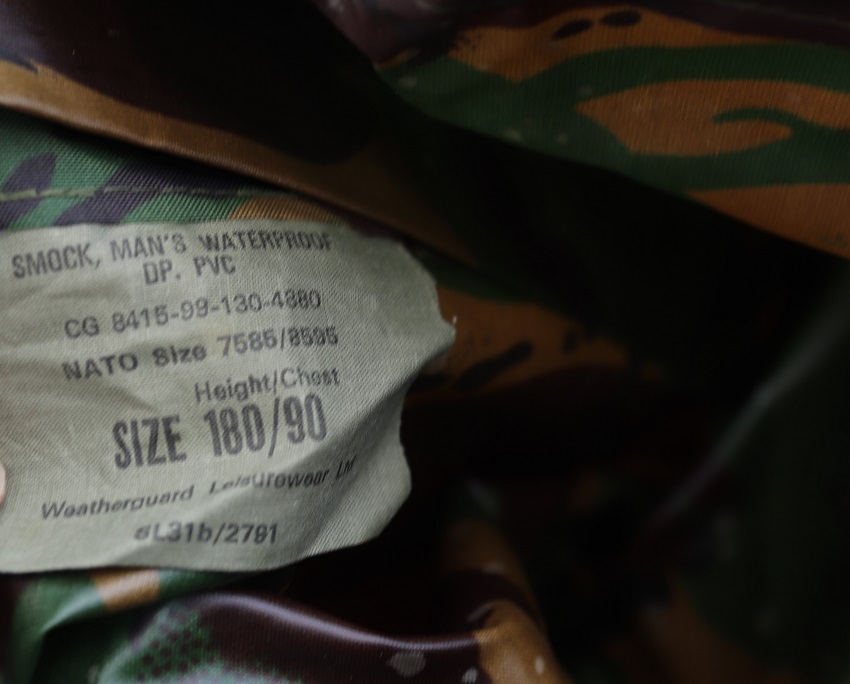 SMOCK, MAN'S WATERPROOF
DP. PVC
CG 8415-99-130-4880
NATO Size 7585/8595
Height/Chest
SIZE 180/90
Weatherguard Leisurewear Ltd
SL31b/2791